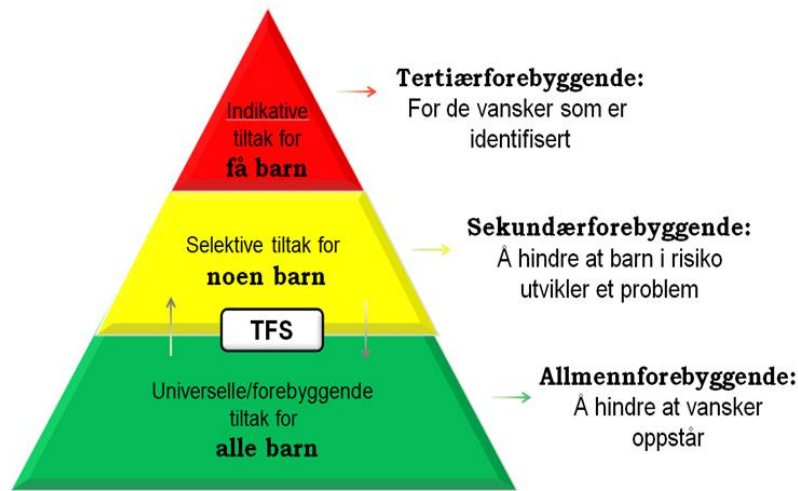 Indikative
tiltak for
få barn
Tertiærforebyggende:
For de vansker som er
identifisert
Selektive tiltak for
noen barn
Sekundærforebyggende:
Å hindre at barn i risiko
utvikler et problem
TFS
Universelle/forebyggende
tiltak for
alle barn
Allmennforebyggende:
Å hindre at vansker
oppstår